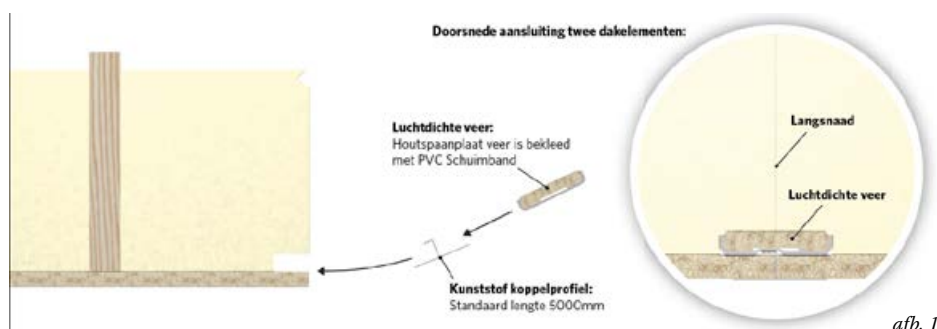 Doorsnede aansluiting twee dakelementen:
Luchtdichte veer:
Houtspaanplaat veer is bekleed
met PVC Schuimband
Langsnaad
Luchtdichte veer
Kunststof koppelprofiel:
Standaard lengte 5000mm
afb. 1